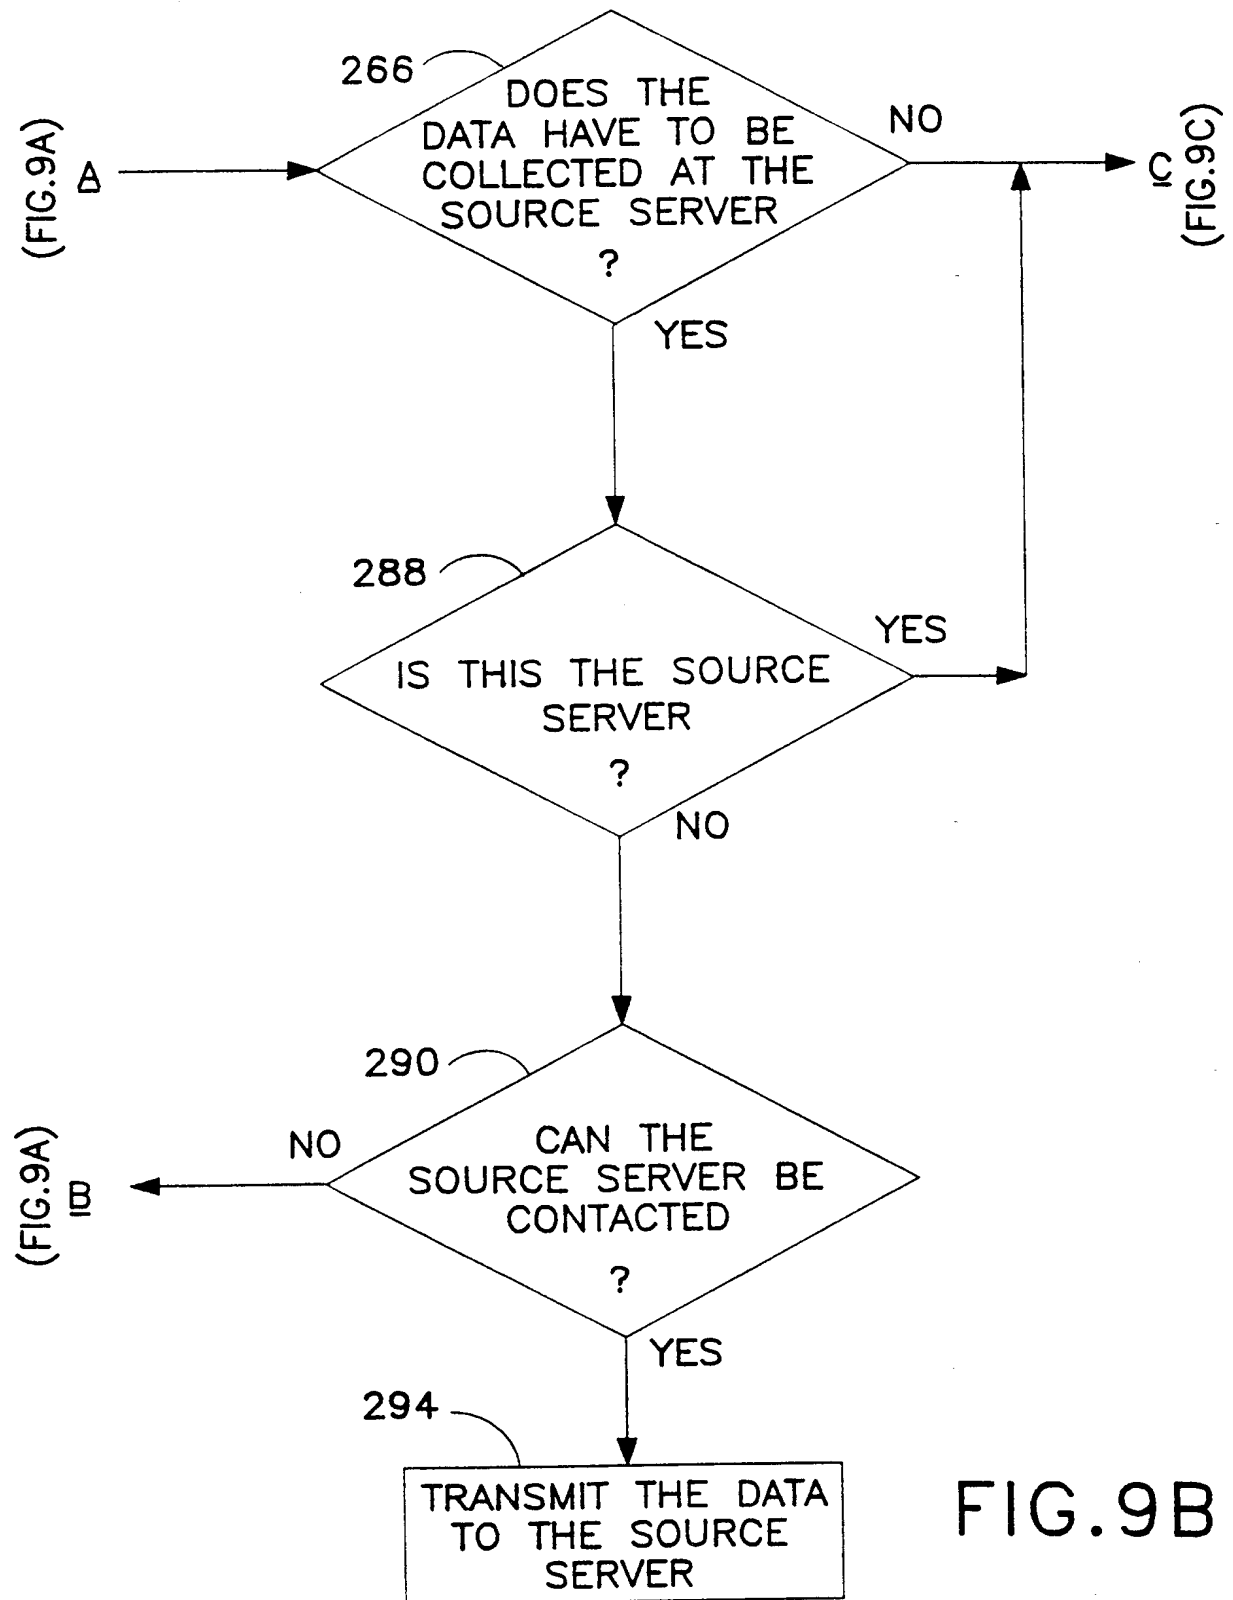 266
DOES THE
DATA HAVE TO BE
COLLECTED AT THE
SOURCE SERVER
?
NO
(FIG.9A)
A
C
(FIG.9C)
YES
288
IS THIS THE SOURCE
SERVER
?
YES
NO
290
CAN THE
SOURCE SERVER BE
CONTACTED
?
NO
(FIG.9A)
B
YES
294
TRANSMIT THE DATA
TO THE SOURCE
SERVER
FIG.9B